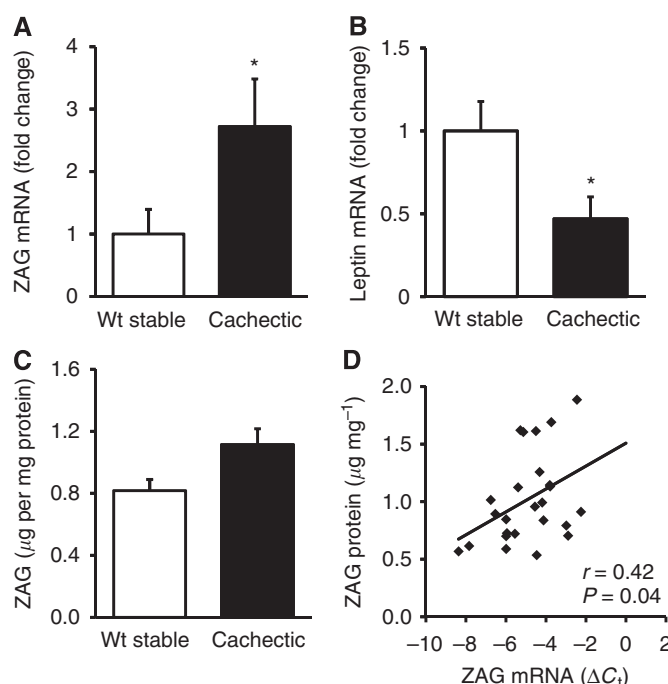 A
ZAG mRNA (fold change)
4
3
2
1
0
*
Wt stable Cachectic
B
Leptin mRNA (fold change)
1.5
1
0.5
0
*
Wt stable Cachectic
C
ZAG (μg per mg protein)
1.6
1.2
0.8
0.4
0.0
Wt stable Cachectic
D
ZAG protein (μg mg⁻¹)
2.0
1.5
1.0
0.5
0.0
r = 0.42
P = 0.04
–10 –8 –6 –4 –2 0 2
ZAG mRNA (ΔCt)